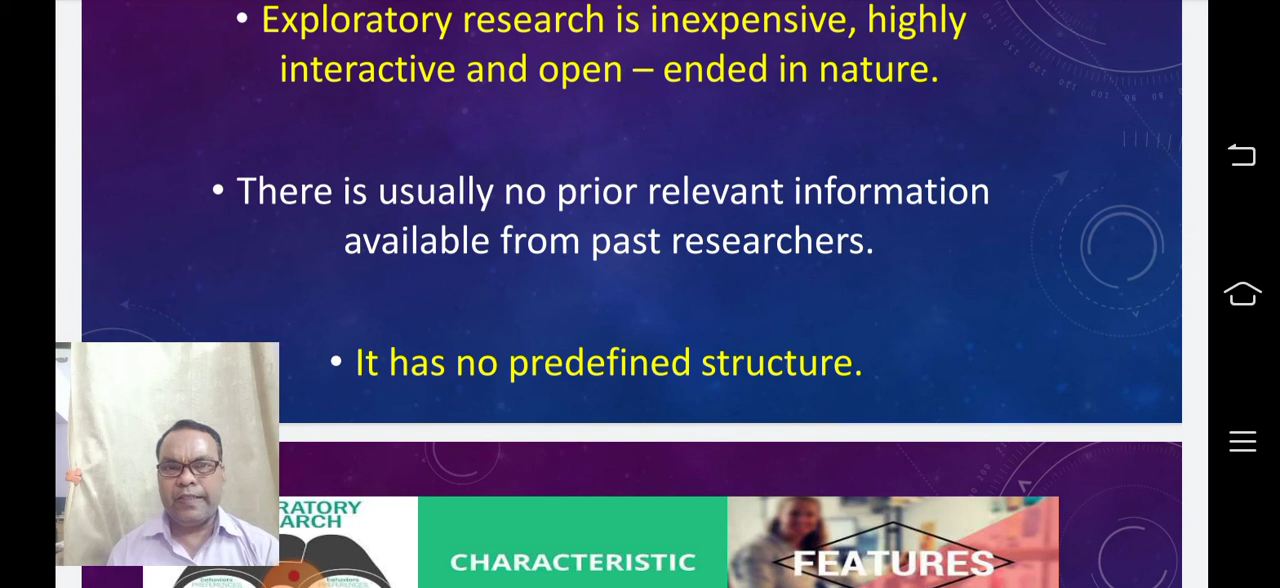 • Exploratory research is inexpensive, highly
interactive and open – ended in nature.
• There is usually no prior relevant information
available from past researchers.
• It has no predefined structure.
RATORY
ARCH
CHARACTERISTIC
FEATURES